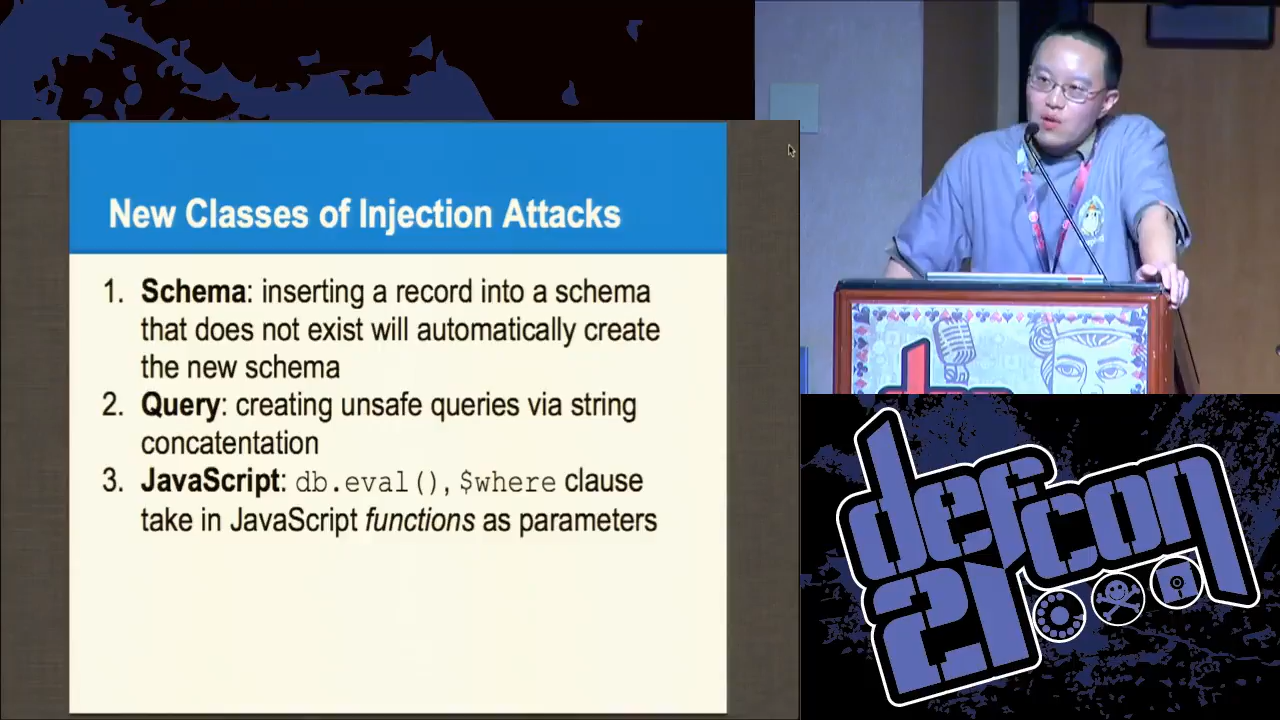 New Classes of Injection Attacks
1. Schema: inserting a record into a schema
that does not exist will automatically create
the new schema
2. Query: creating unsafe queries via string
concatentation
3. JavaScript: db.eval(), $where clause
take in JavaScript functions as parameters
defcon
21